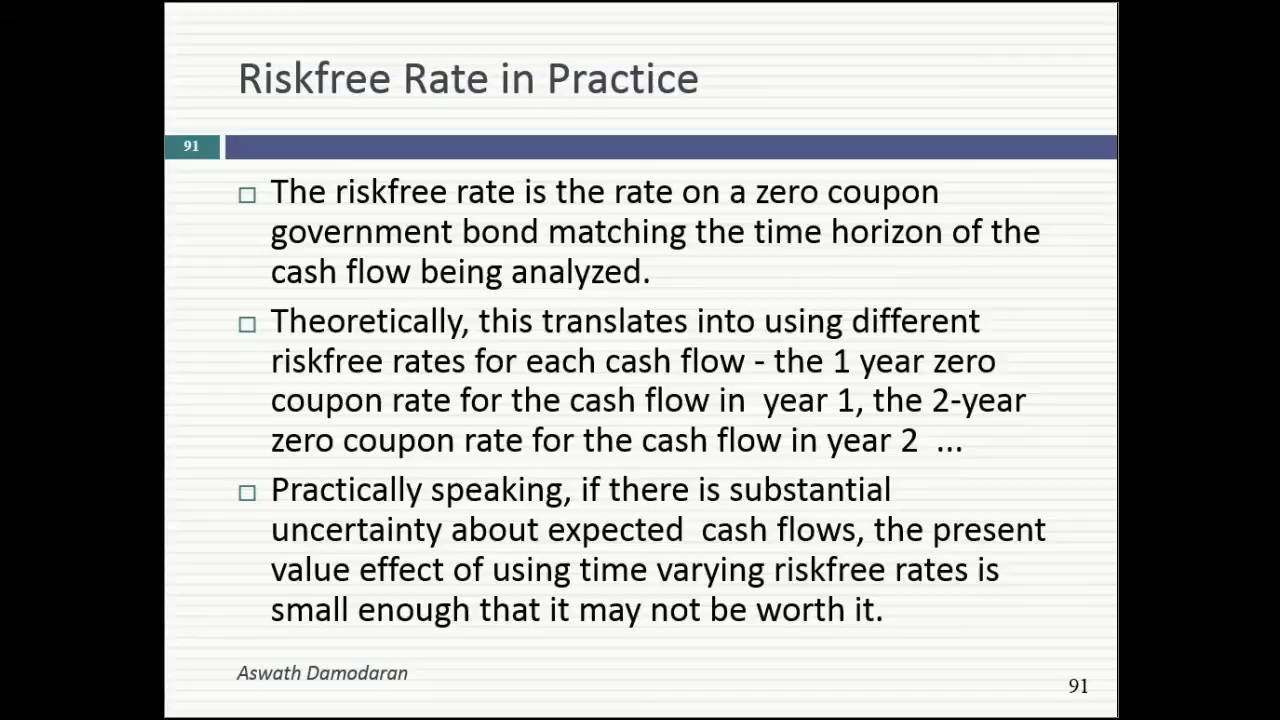 Riskfree Rate in Practice
91
The riskfree rate is the rate on a zero coupon
government bond matching the time horizon of the
cash flow being analyzed.
Theoretically, this translates into using different
riskfree rates for each cash flow - the 1 year zero
coupon rate for the cash flow in  year 1, the 2-year
zero coupon rate for the cash flow in year 2  ...
Practically speaking, if there is substantial
uncertainty about expected  cash flows, the present
value effect of using time varying riskfree rates is
small enough that it may not be worth it.
Aswath Damodaran
91